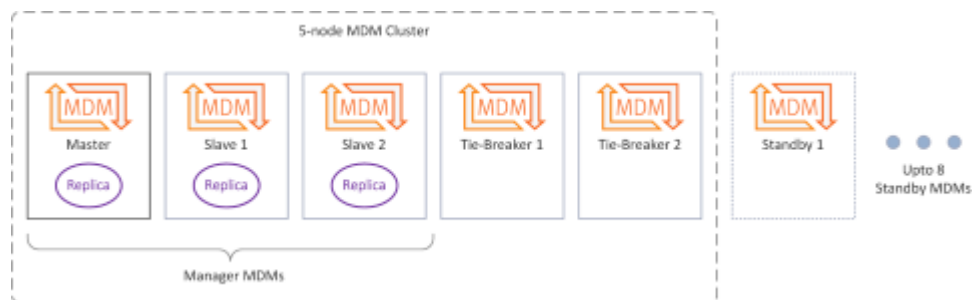 5-node MDM Cluster
MDM
MDM
MDM
MDM
MDM
MDM
Master
Slave 1
Slave 2
Tie-Breaker 1
Tie-Breaker 2
Standby 1
Replica
Replica
Replica
Upto 8
Standby MDMs
Manager MDMs